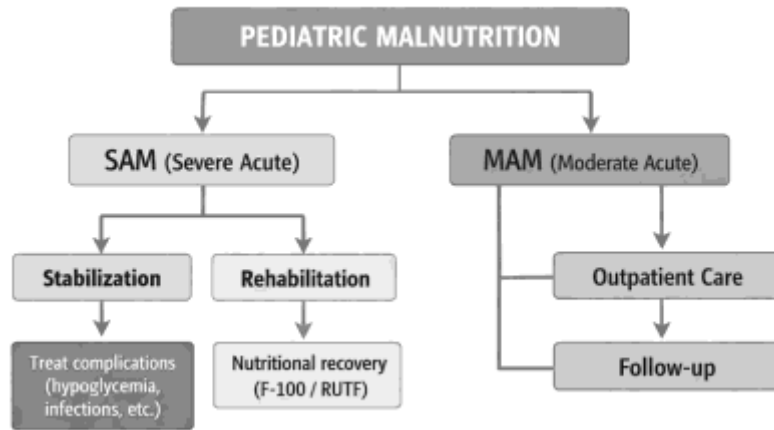 PEDIATRIC MALNUTRITION
SAM (Severe Acute)
MAM (Moderate Acute)
Stabilization
Rehabilitation
Outpatient Care
Treat complications
(hypoglycemia,
infections, etc.)
Nutritional recovery
(F-100 / RUTF)
Follow-up